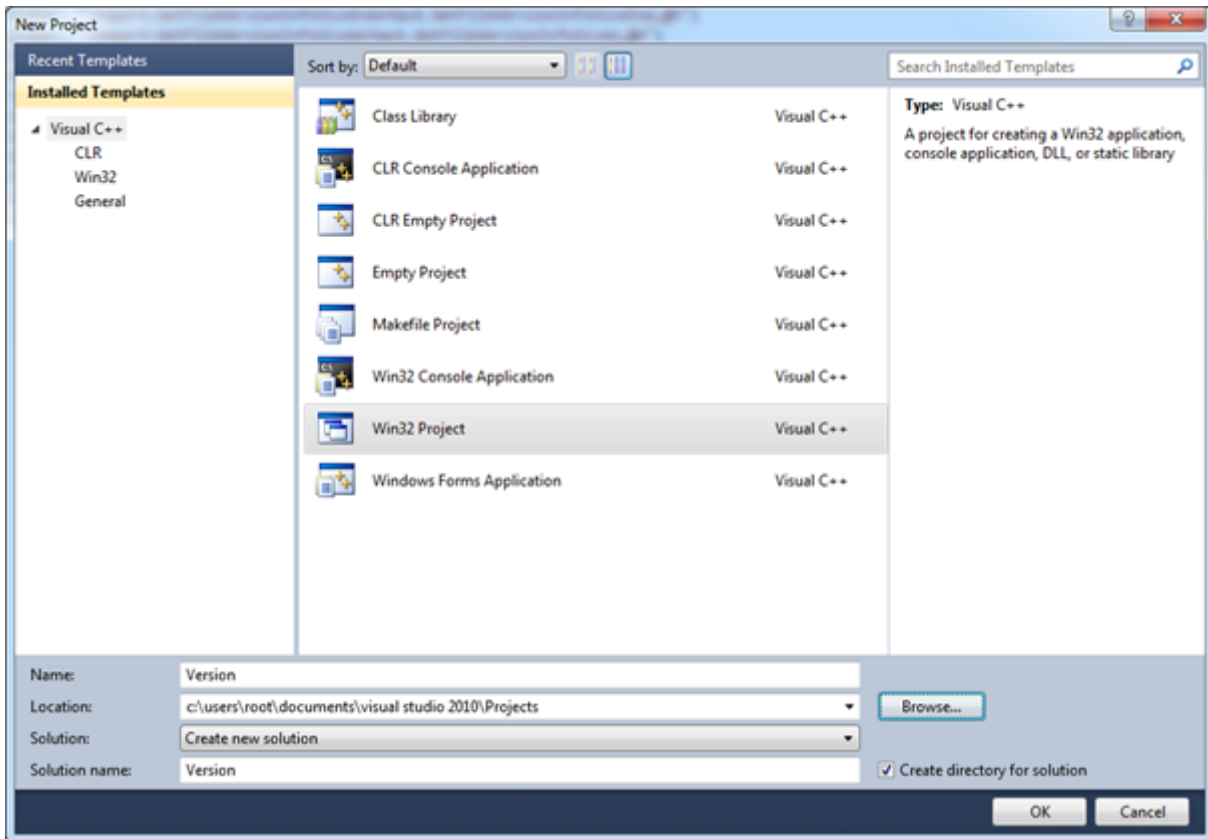 New Project
Recent Templates
Installed Templates
Visual C++
CLR
Win32
General
Sort by: Default
Class Library Visual C++
CLR Console Application Visual C++
CLR Empty Project Visual C++
Empty Project Visual C++
Makefile Project Visual C++
Win32 Console Application Visual C++
Win32 Project Visual C++
Windows Forms Application Visual C++
Search Installed Templates
Type: Visual C++
A project for creating a Win32 application,
console application, DLL, or static library
Name: Version
Location: c:\users\root\documents\visual studio 2010\Projects Browse...
Solution: Create new solution
Solution name: Version Create directory for solution
OK Cancel